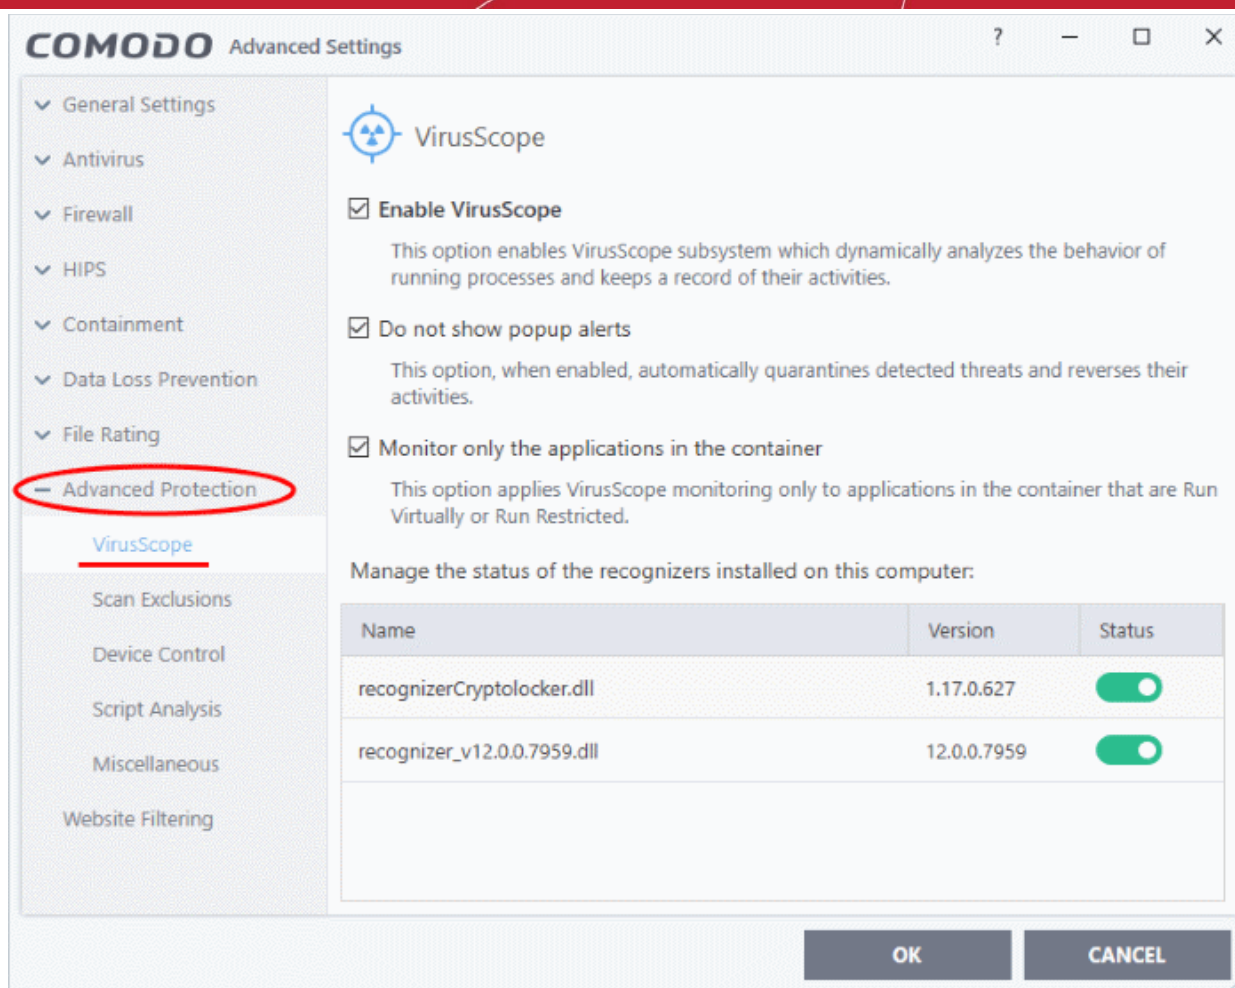 COMODO Advanced Settings ?
General Settings
Antivirus
Firewall
HIPS
Containment
Data Loss Prevention
File Rating
Advanced Protection
VirusScope
Scan Exclusions
Device Control
Script Analysis
Miscellaneous
Website Filtering
VirusScope
Enable VirusScope
This option enables VirusScope subsystem which dynamically analyzes the behavior of
running processes and keeps a record of their activities.
Do not show popup alerts
This option, when enabled, automatically quarantines detected threats and reverses their
activities.
Monitor only the applications in the container
This option applies VirusScope monitoring only to applications in the container that are Run
Virtually or Run Restricted.
Manage the status of the recognizers installed on this computer:
Name Version Status
recognizerCryptolocker.dll 1.17.0.627
recognizer_v12.0.0.7959.dll 12.0.0.7959
OK CANCEL